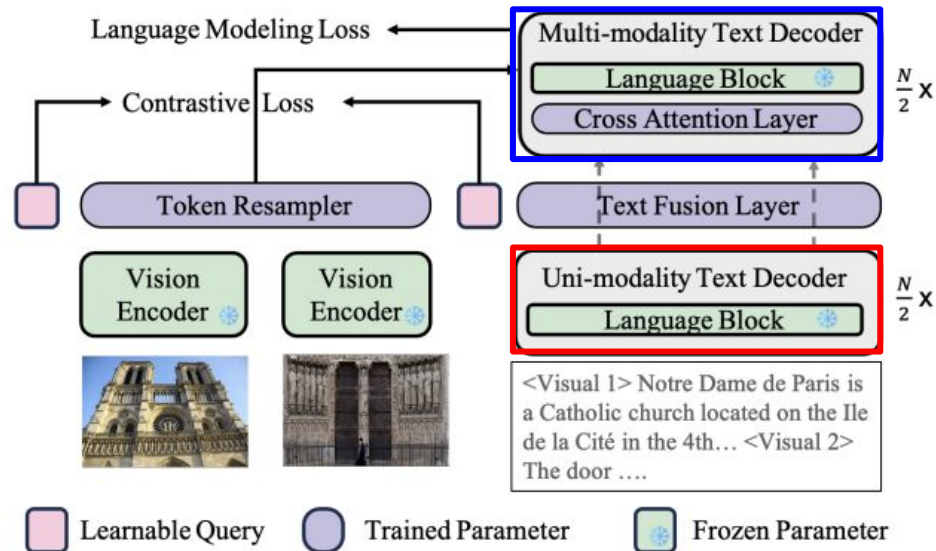 Language Modeling Loss
Contrastive Loss
Multi-modality Text Decoder
Language Block
Cross Attention Layer
N/2 x
Token Resampler
Text Fusion Layer
Vision
Encoder
Vision
Encoder
Uni-modality Text Decoder
Language Block
N/2 x
<Visual 1> Notre Dame de Paris is
a Catholic church located on the Ile
de la Cité in the 4th… <Visual 2>
The door ….
Learnable Query
Trained Parameter
Frozen Parameter